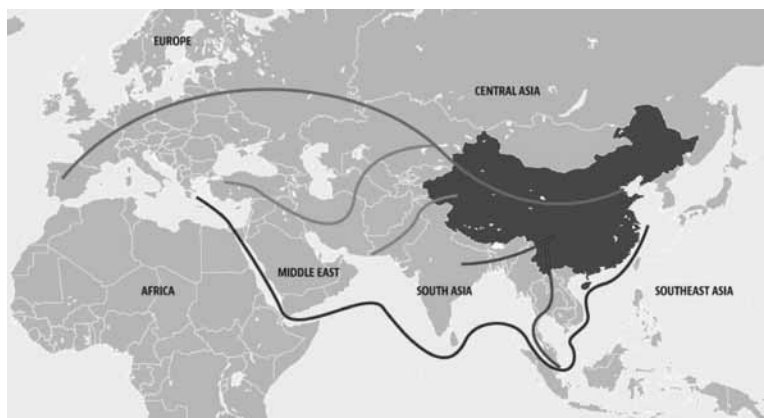 EUROPE
CENTRAL ASIA
MIDDLE EAST
AFRICA
SOUTH ASIA
SOUTHEAST ASIA